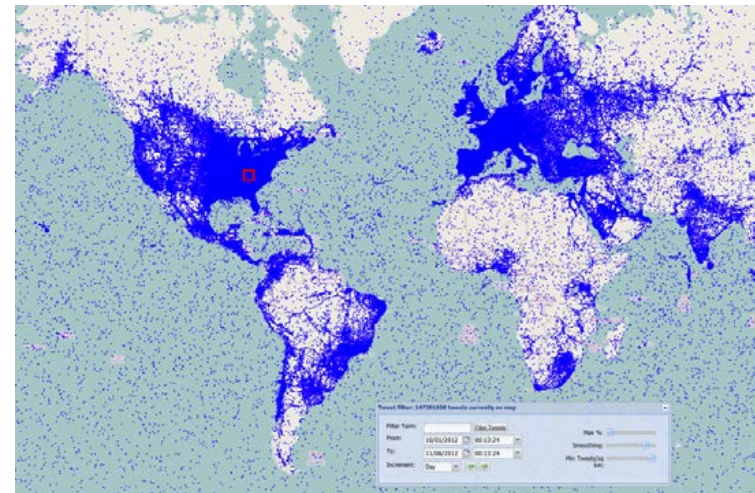 Tweet Filter: 147501058 tweets currently on map
Filter Term: Filter Tweets
From: 10/01/2012 00:13:24
To: 11/06/2012 00:13:24
Increment: Day
Max %:
Smoothing:
Min Tweets/sq km)